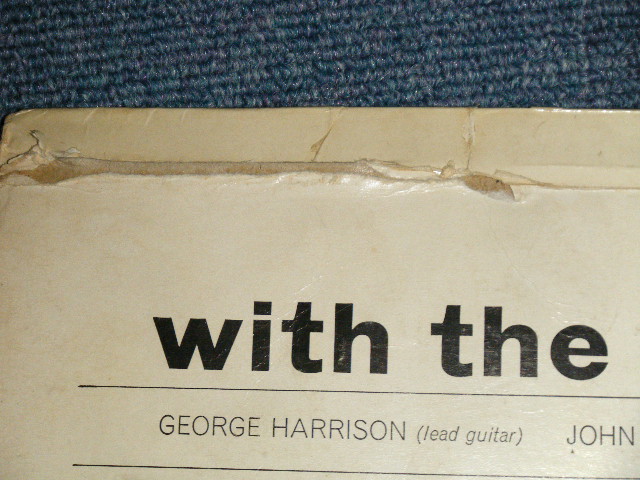 with the
GEORGE HARRISON (lead guitar) JOHN